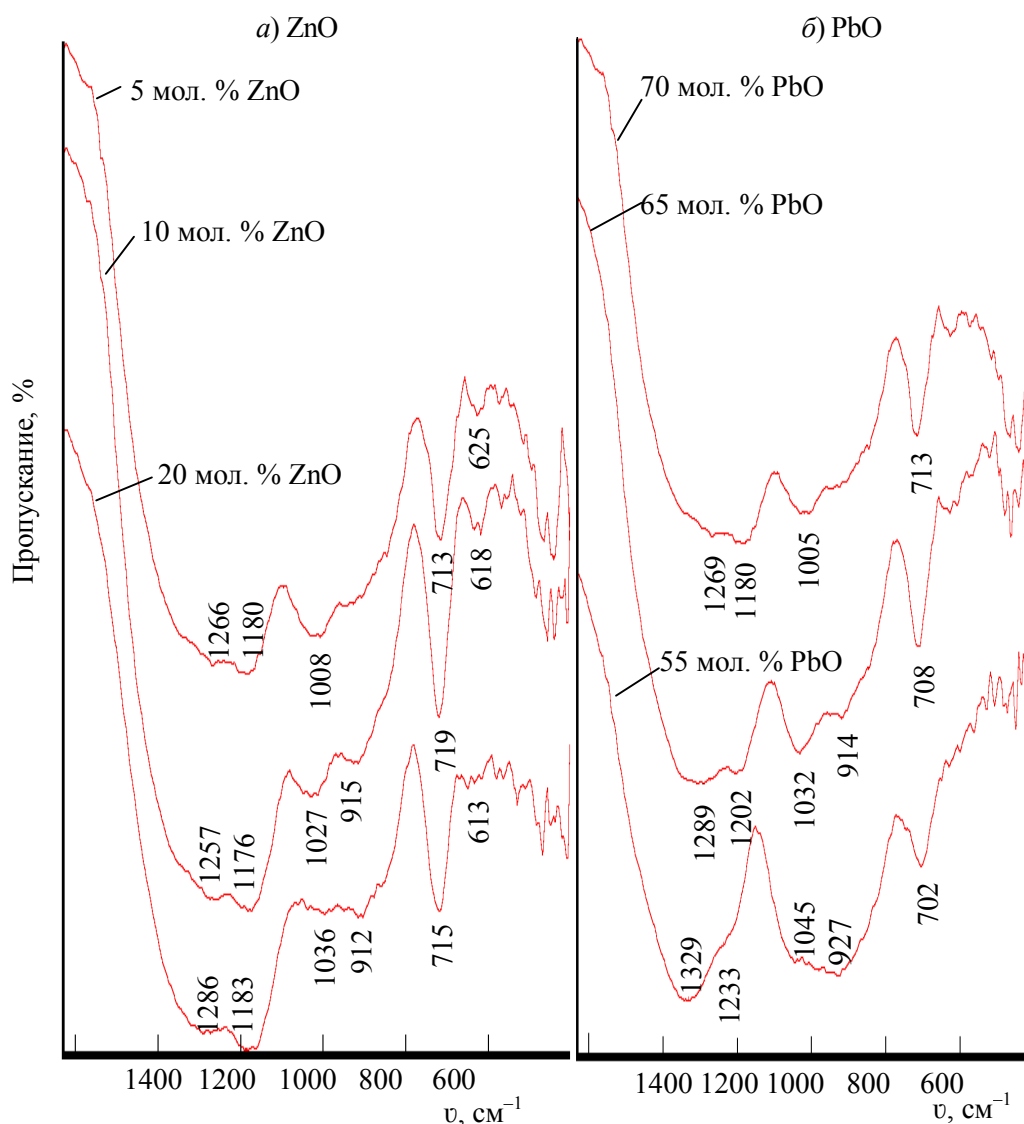 а) ZnO
5 мол. % ZnO
10 мол. % ZnO
20 мол. % ZnO
Пропускание, %
1266
1180
1008
713
625
1257
1176
1027
915
719
618
1286
1183
1036
912
715
613
1400 1200 1000 800 600
υ, см⁻¹
б) PbO
70 мол. % PbO
65 мол. % PbO
55 мол. % PbO
1269
1180
1005
713
1289
1202
1032
914
708
1329
1233
1045
927
702
1400 1200 1000 800 600
υ, см⁻¹